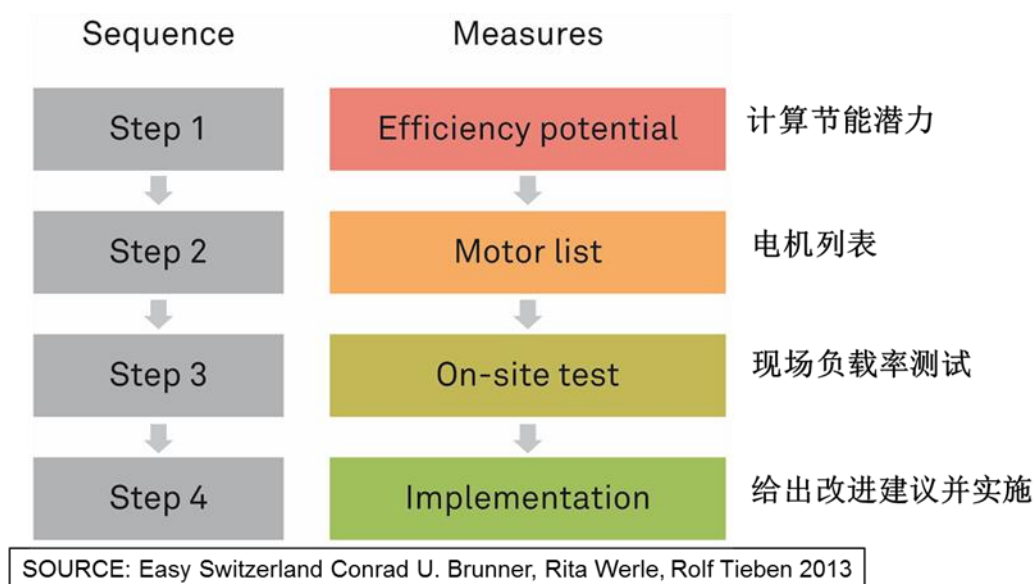 Sequence Measures
Step 1 Efficiency potential 计算节能潜力
Step 2 Motor list 电机列表
Step 3 On-site test 现场负载率测试
Step 4 Implementation 给出改进建议并实施
SOURCE: Easy Switzerland Conrad U. Brunner, Rita Werle, Rolf Tieben 2013